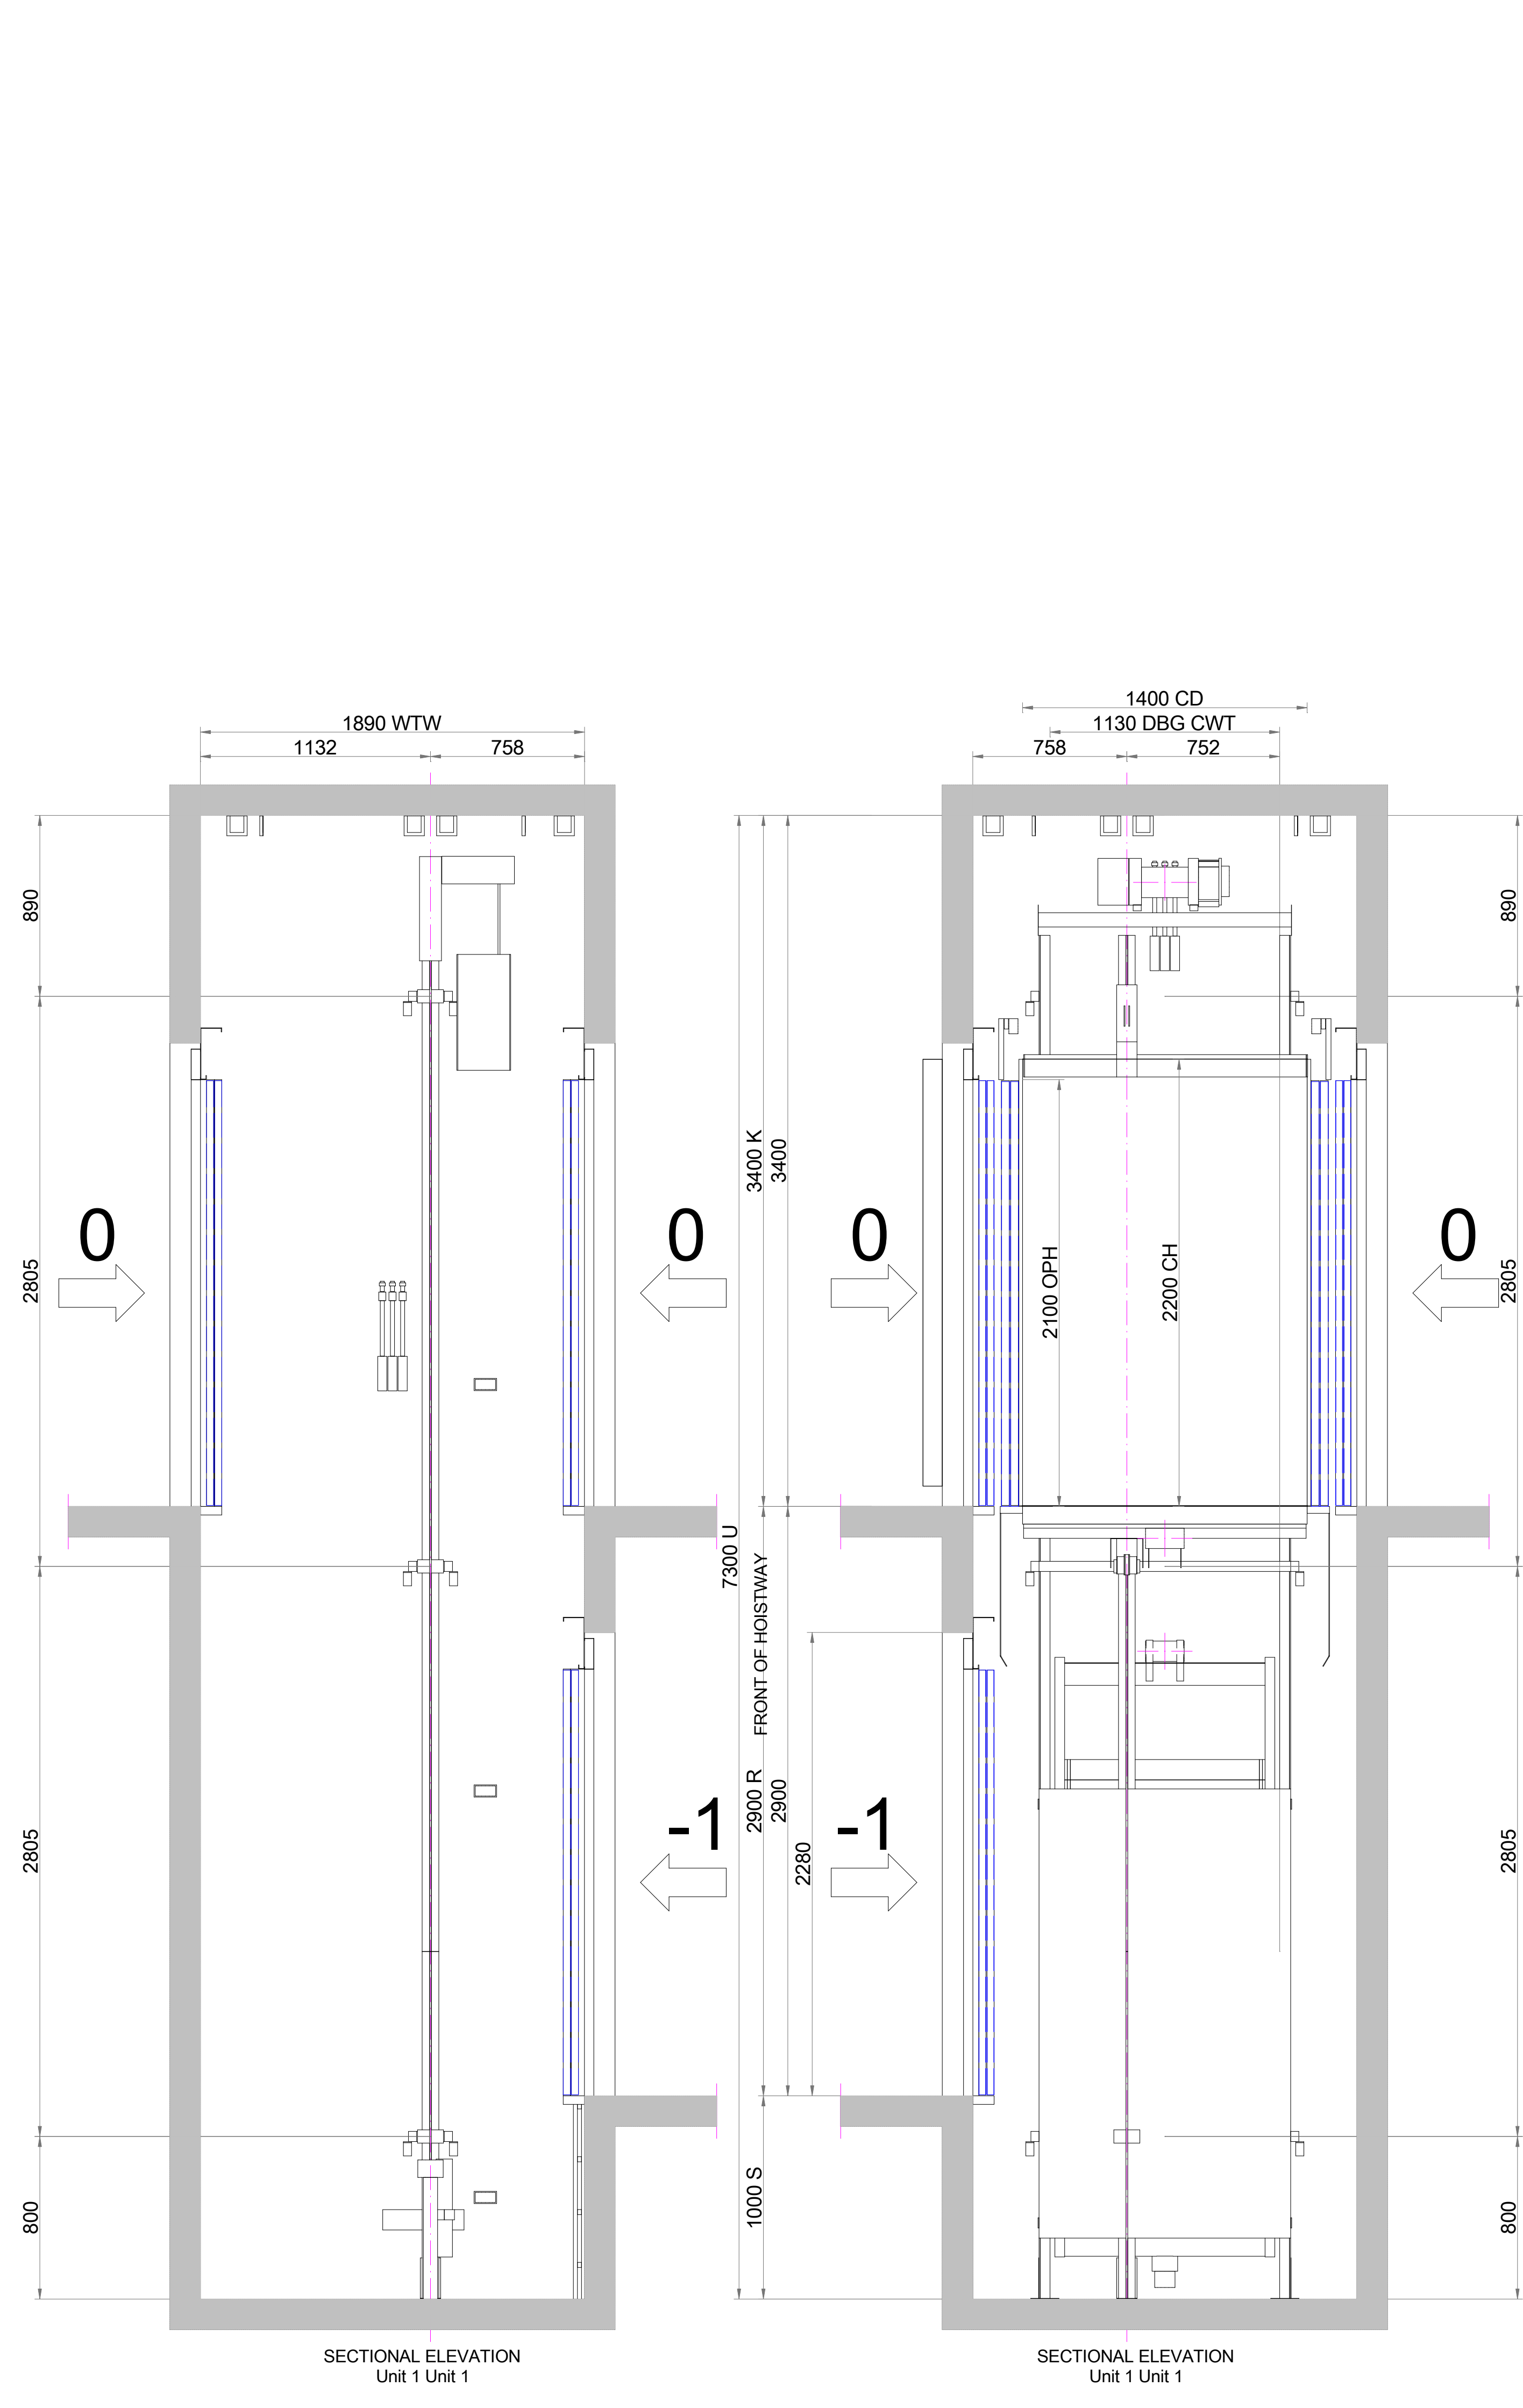 1400 CD
1890 WTW
1130 DBG CWT
1132
758
758
752
890
890
3400 K
3400
0
0
0
0
2805
2100 OPH
2200 CH
2805
7300 U
FRONT OF HOISTWAY
2900 R
2900
2280
-1
-1
2805
2805
1000 S
800
800
SECTIONAL ELEVATION
Unit 1 Unit 1
SECTIONAL ELEVATION
Unit 1 Unit 1